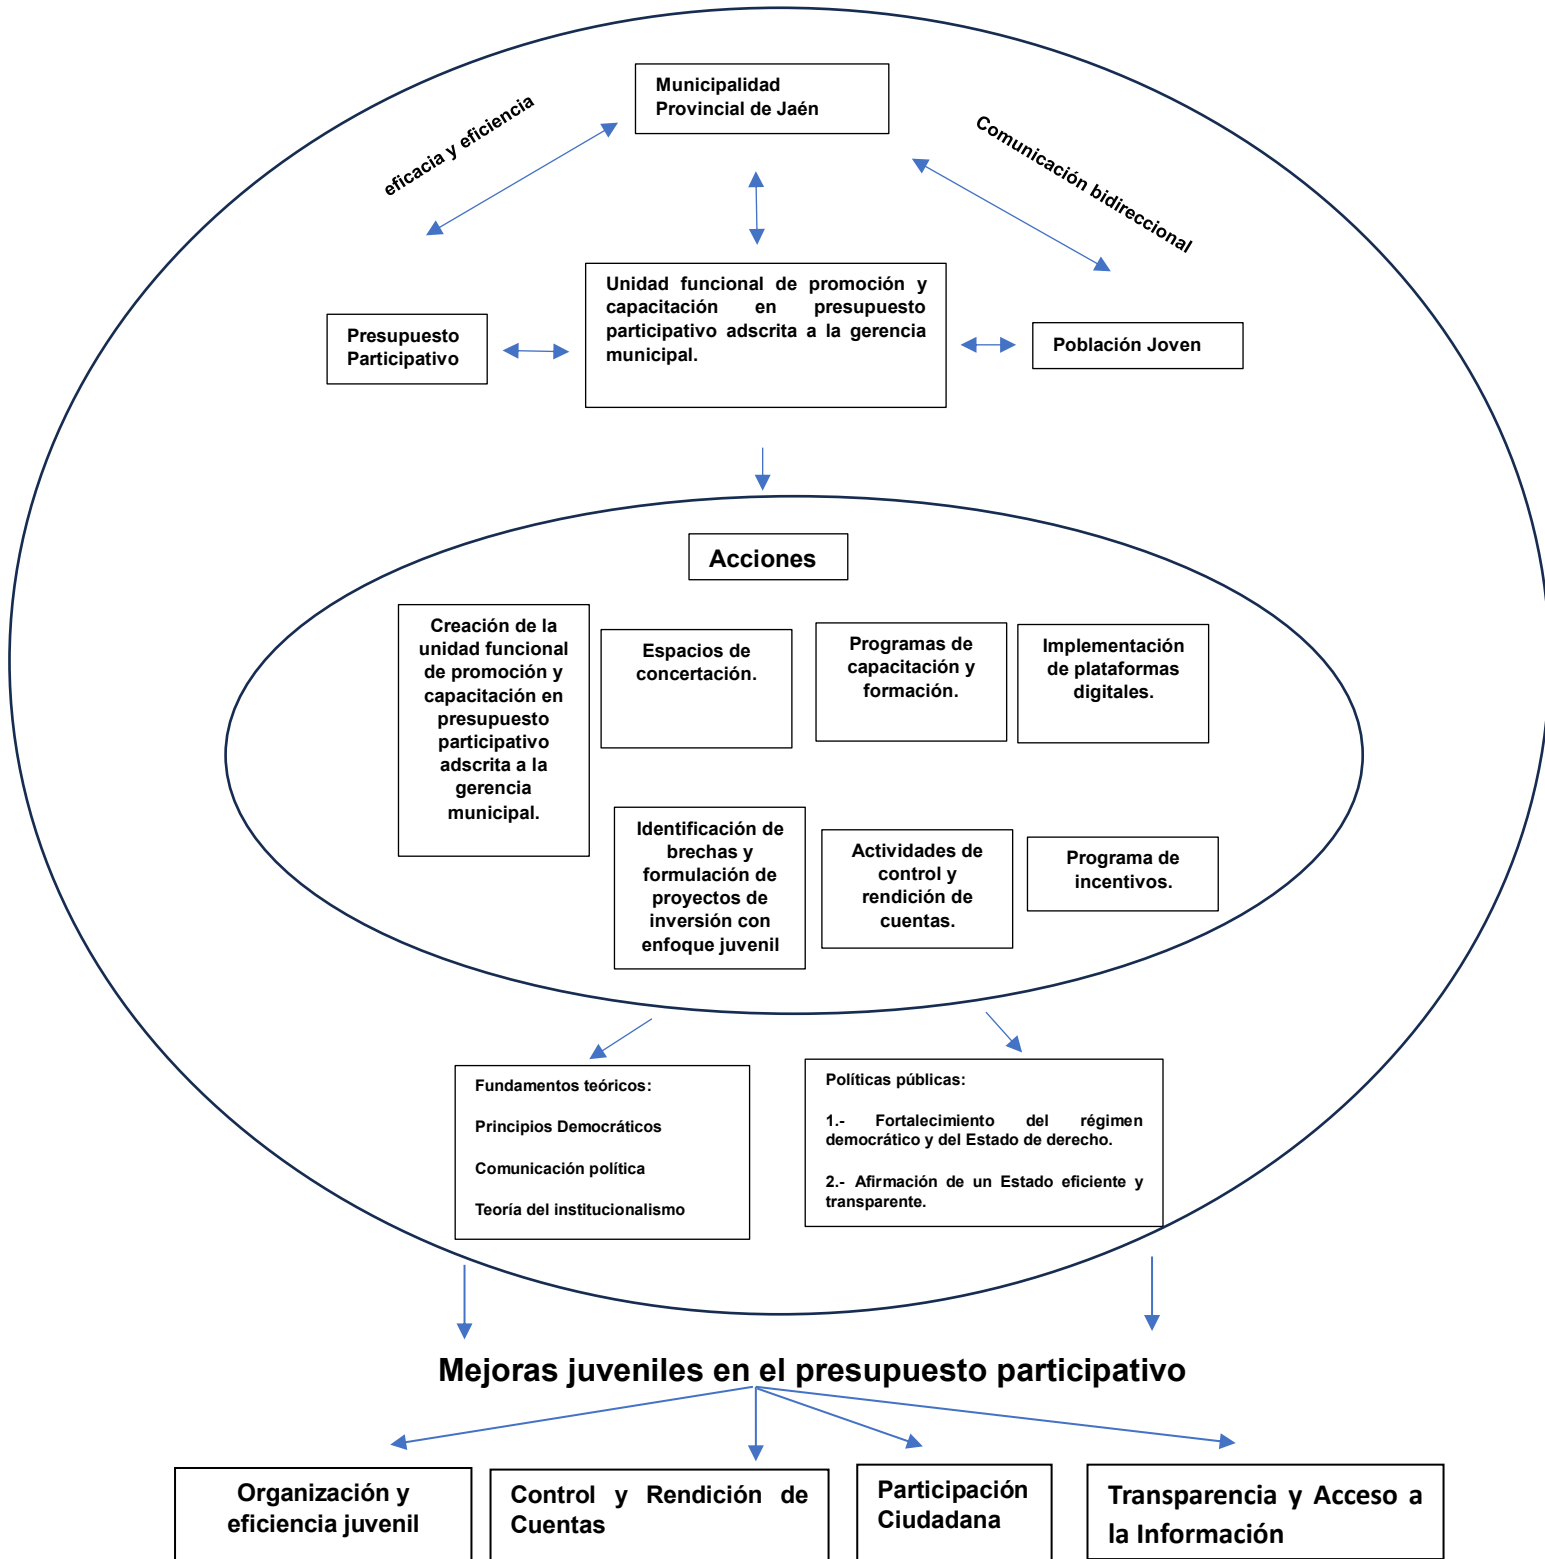 Municipalidad
Provincial de Jaén
eficacia y eficiencia
Comunicación bidireccional
Unidad funcional de promoción y
capacitación en presupuesto
participativo adscrita a la gerencia
municipal.
Presupuesto
Participativo
Población Joven
Acciones
Creación de la
unidad funcional
de promoción y
capacitación en
presupuesto
participativo
adscrita a la
gerencia
municipal.
Espacios de
concertación.
Programas de
capacitación y
formación.
Implementación
de plataformas
digitales.
Identificación de
brechas y
formulación de
proyectos de
inversión con
enfoque juvenil
Actividades de
control y
rendición de
cuentas.
Programa de
incentivos.
Fundamentos teóricos:
Principios Democráticos
Comunicación política
Teoría del institucionalismo
Políticas públicas:
1.- Fortalecimiento del régimen
democrático y del Estado de derecho.
2.- Afirmación de un Estado eficiente y
transparente.
Mejoras juveniles en el presupuesto participativo
Organización y
eficiencia juvenil
Control y Rendición de
Cuentas
Participación
Ciudadana
Transparencia y Acceso a
la Información